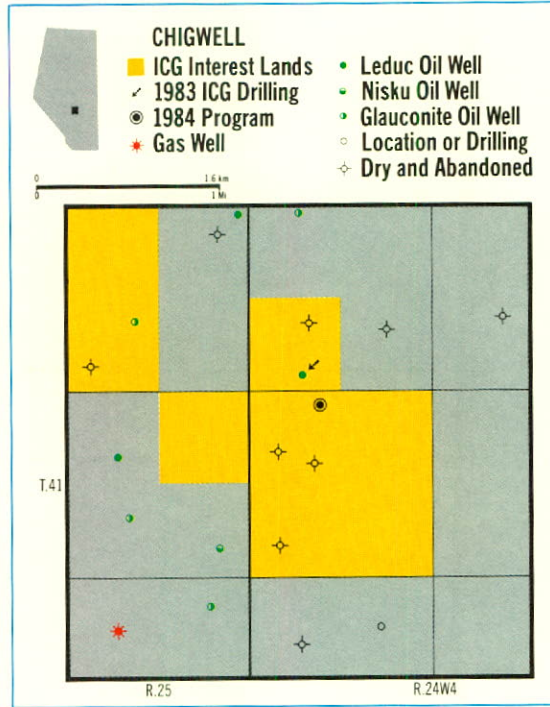 CHIGWELL
ICG Interest Lands
1983 ICG Drilling
1984 Program
Gas Well
Leduc Oil Well
Nisku Oil Well
Glauconite Oil Well
Location or Drilling
Dry and Abandoned
0 1 6 km
0 1 Mi
T.41
R.25 R.24W4